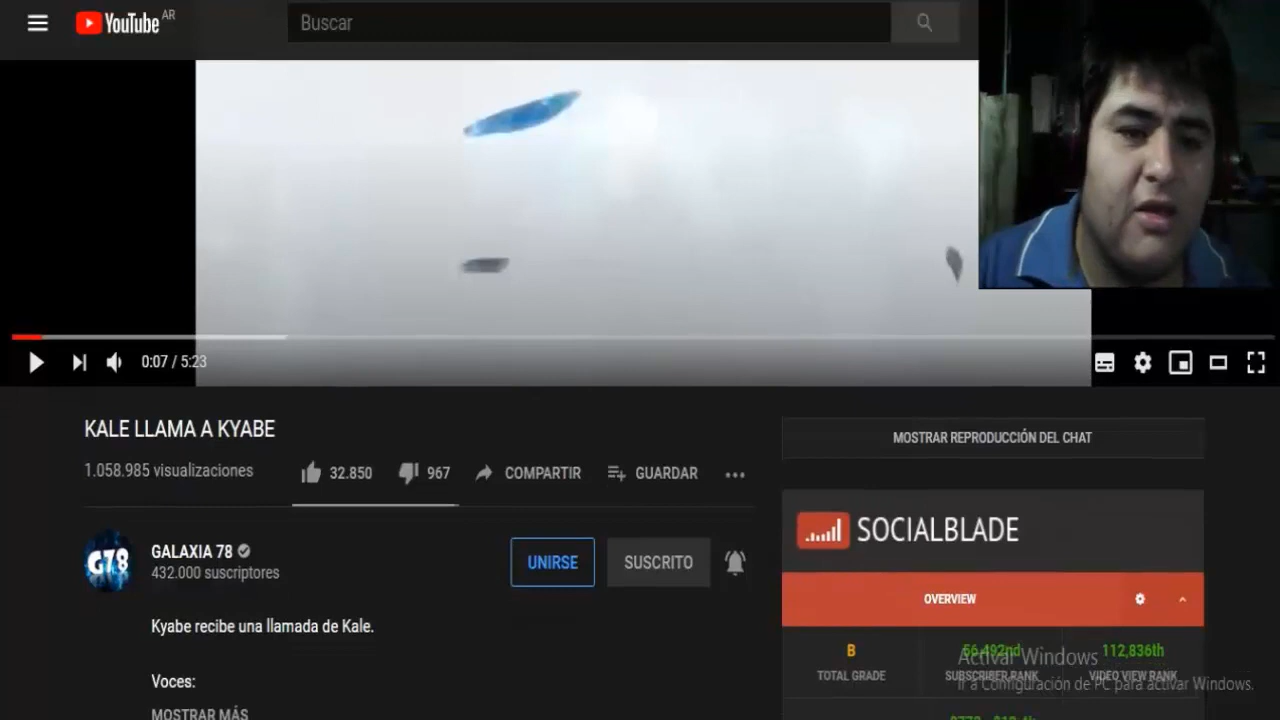 YouTube AR
Buscar
0:07 / 5:23
KALE LLAMA A KYABE
1.058.985 visualizaciones
32.850
967
COMPARTIR
GUARDAR
MOSTRAR REPRODUCCIÓN DEL CHAT
G78
GALAXIA 78
432.000 suscriptores
UNIRSE
SUSCRITO
Kyabe recibe una llamada de Kale.
Voces:
MOSTRAR MÁS
SOCIALBLADE
OVERVIEW
B
56,492nd
112,836th
TOTAL GRADE
SUBSCRIBER RANK
VIDEO VIEW RANK
Activar Windows
Ir a Configuración de PC para activar Windows.